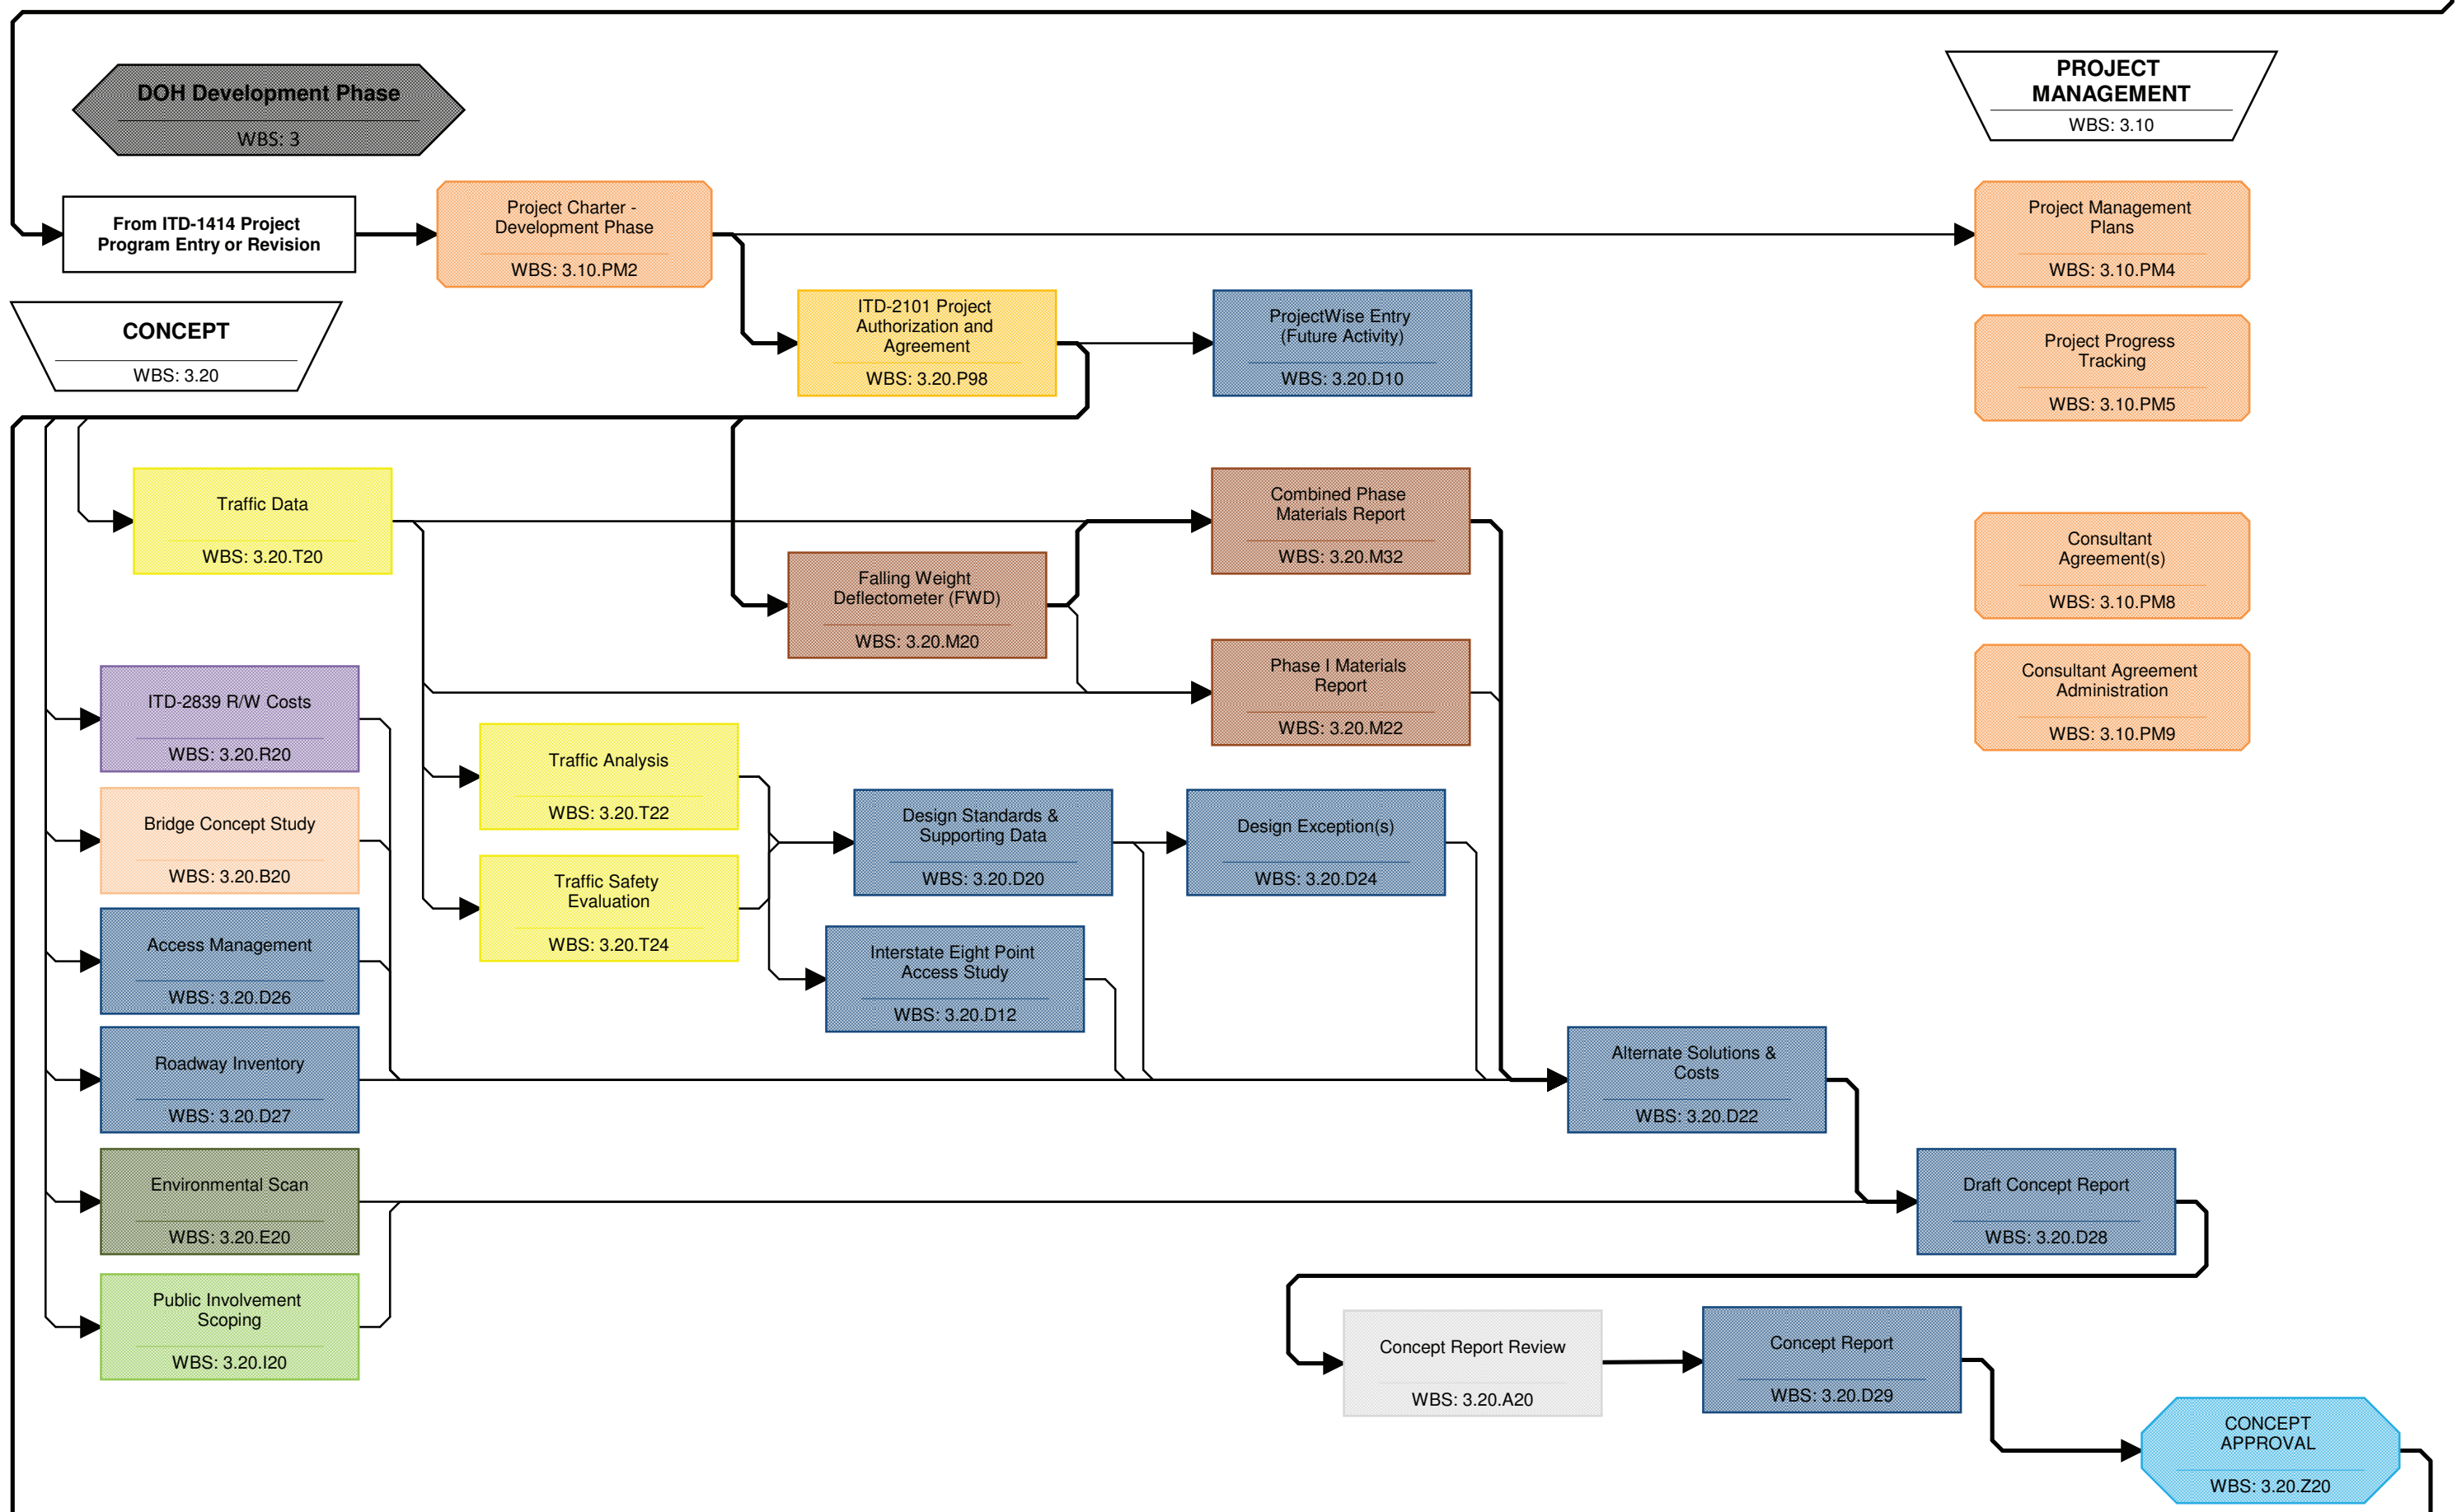 DOH Development Phase
WBS: 3
PROJECT
MANAGEMENT
WBS: 3.10
From ITD-1414 Project
Program Entry or Revision
Project Charter -
Development Phase
WBS: 3.10.PM2
Project Management
Plans
WBS: 3.10.PM4
CONCEPT
WBS: 3.20
ITD-2101 Project
Authorization and
Agreement
WBS: 3.20.P98
ProjectWise Entry
(Future Activity)
WBS: 3.20.D10
Project Progress
Tracking
WBS: 3.10.PM5
Traffic Data
WBS: 3.20.T20
Combined Phase
Materials Report
WBS: 3.20.M32
Consultant
Agreement(s)
WBS: 3.10.PM8
Falling Weight
Deflectometer (FWD)
WBS: 3.20.M20
Phase I Materials
Report
WBS: 3.20.M22
Consultant Agreement
Administration
WBS: 3.10.PM9
ITD-2839 R/W Costs
WBS: 3.20.R20
Traffic Analysis
WBS: 3.20.T22
Bridge Concept Study
WBS: 3.20.B20
Design Standards &
Supporting Data
WBS: 3.20.D20
Design Exception(s)
WBS: 3.20.D24
Traffic Safety
Evaluation
WBS: 3.20.T24
Access Management
WBS: 3.20.D26
Interstate Eight Point
Access Study
WBS: 3.20.D12
Roadway Inventory
WBS: 3.20.D27
Alternate Solutions &
Costs
WBS: 3.20.D22
Environmental Scan
WBS: 3.20.E20
Draft Concept Report
WBS: 3.20.D28
Public Involvement
Scoping
WBS: 3.20.I20
Concept Report Review
WBS: 3.20.A20
Concept Report
WBS: 3.20.D29
CONCEPT
APPROVAL
WBS: 3.20.Z20